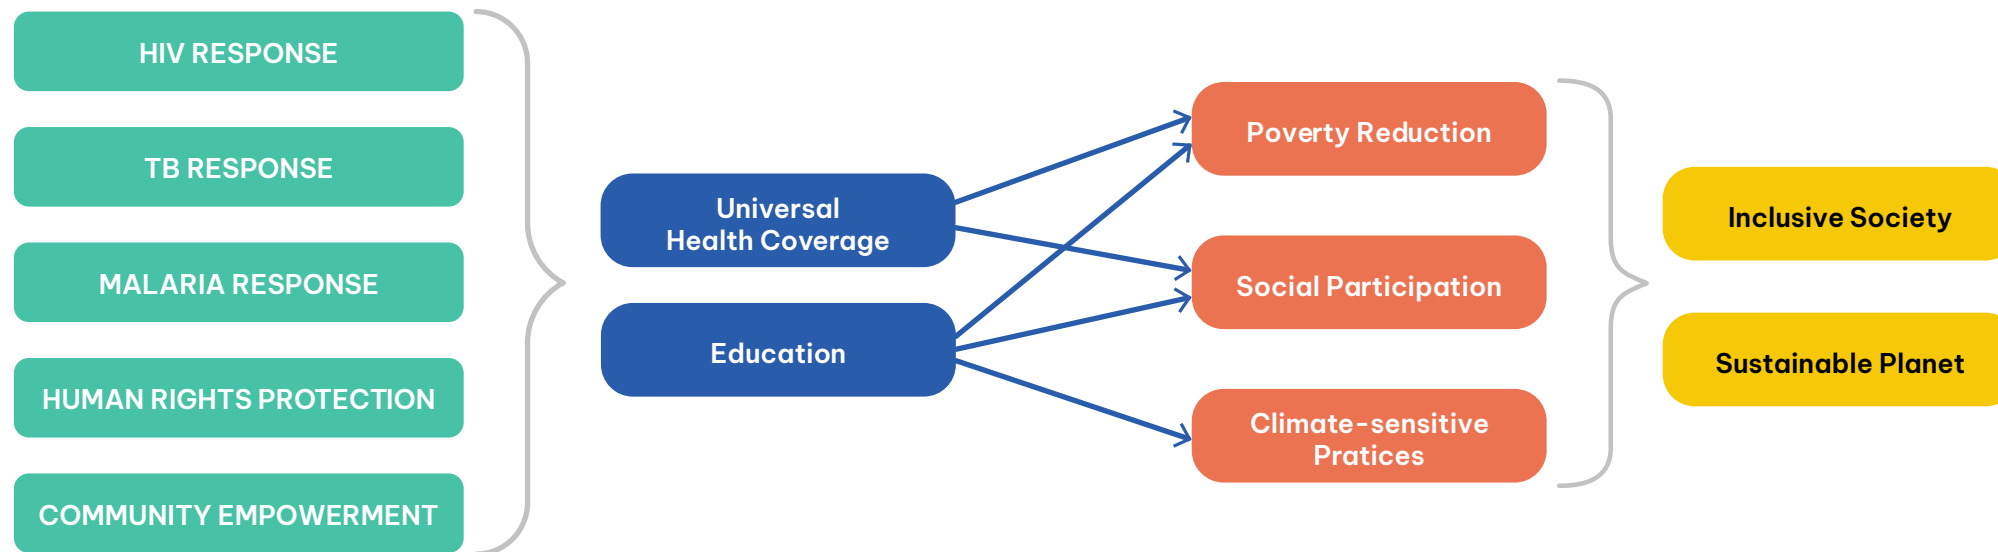 HIV RESPONSE
TB RESPONSE
MALARIA RESPONSE
HUMAN RIGHTS PROTECTION
COMMUNITY EMPOWERMENT
Universal
Health Coverage
Education
Poverty Reduction
Social Participation
Climate-sensitive
Pratices
Inclusive Society
Sustainable Planet